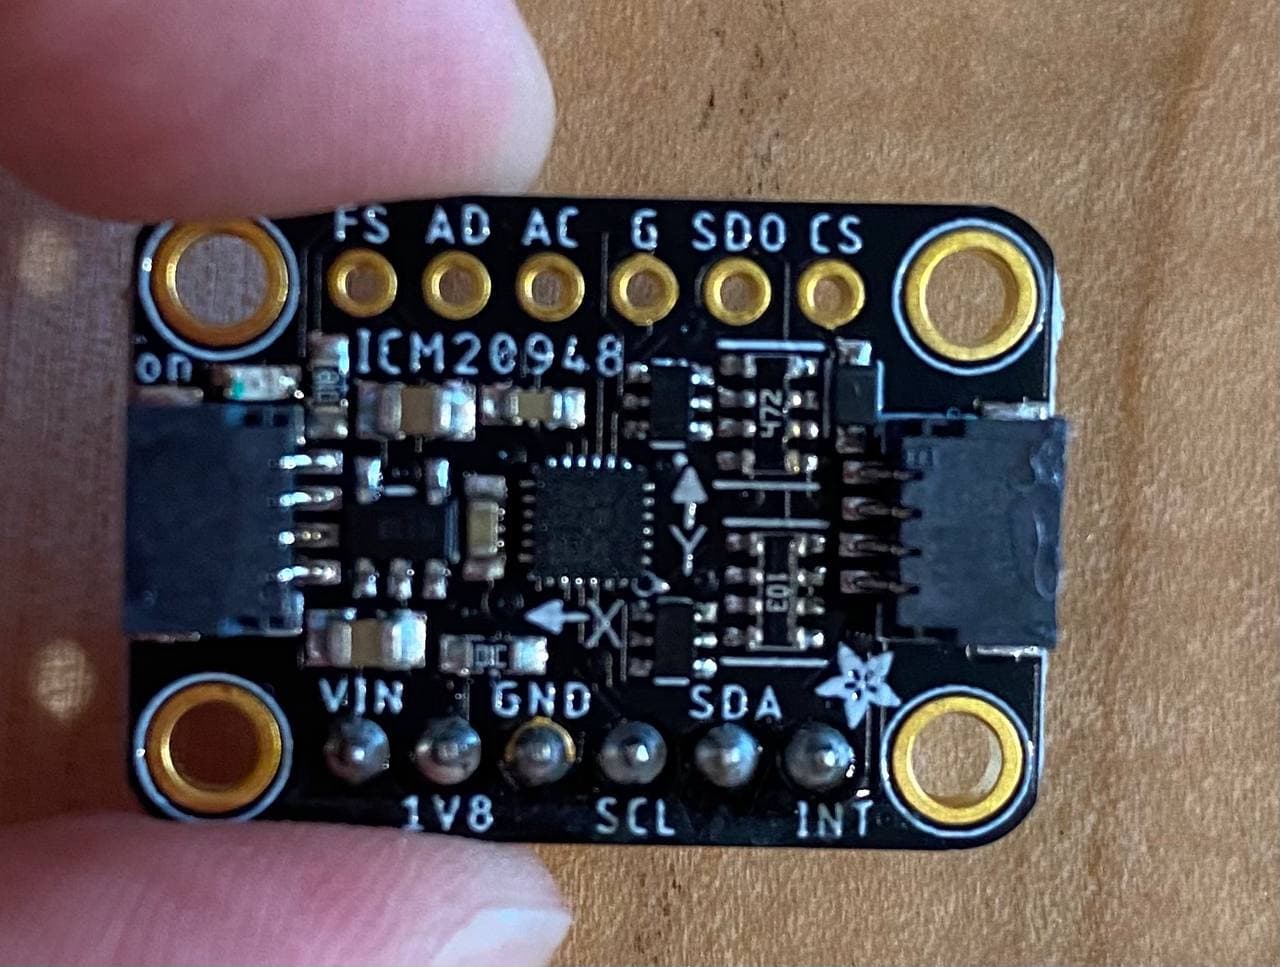 FS AD AC G SDO CS
ICM20948
on
472
Y
103
X
VIN GND SDA
1V8 SCL INT